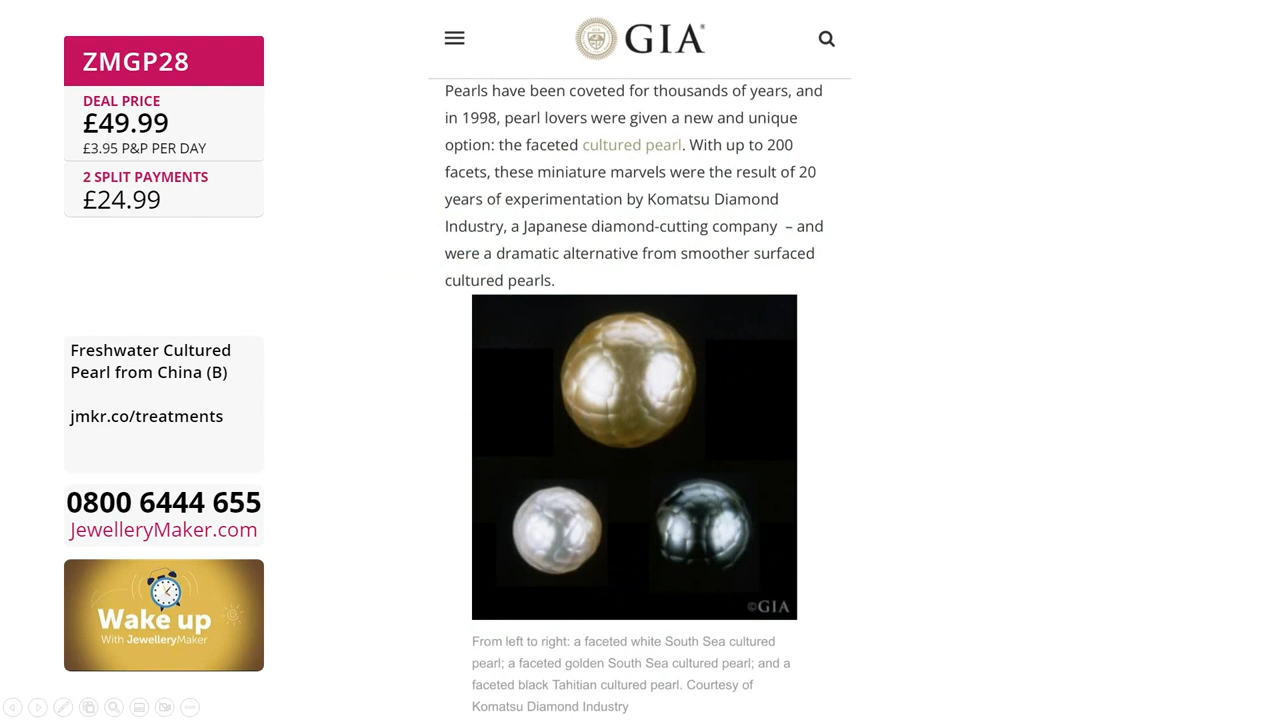 ZMGP28
DEAL PRICE
£49.99
£3.95 P&P PER DAY
2 SPLIT PAYMENTS
£24.99
Freshwater Cultured
Pearl from China (B)
jmkr.co/treatments
0800 6444 655
JewelleryMaker.com
Wake up
With JewelleryMaker
GIA®
Pearls have been coveted for thousands of years, and
in 1998, pearl lovers were given a new and unique
option: the faceted cultured pearl. With up to 200
facets, these miniature marvels were the result of 20
years of experimentation by Komatsu Diamond
Industry, a Japanese diamond-cutting company – and
were a dramatic alternative from smoother surfaced
cultured pearls.
©GIA
From left to right: a faceted white South Sea cultured
pearl; a faceted golden South Sea cultured pearl; and a
faceted black Tahitian cultured pearl. Courtesy of
Komatsu Diamond Industry